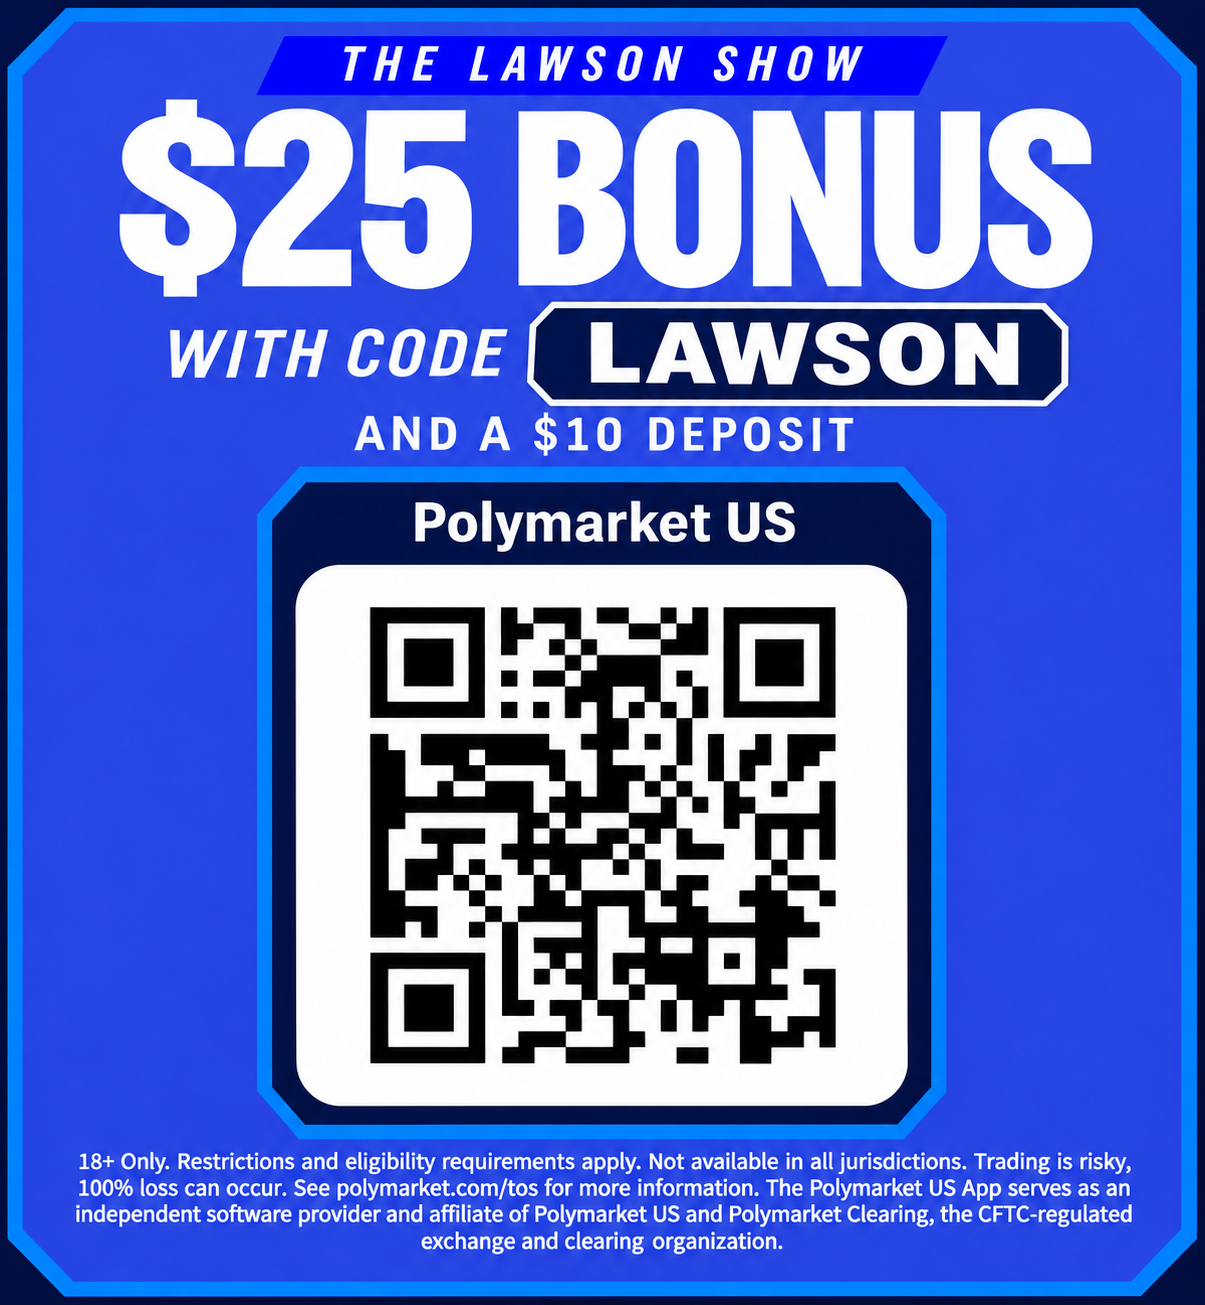 THE LAWSON SHOW
$25 BONUS
WITH CODE LAWSON
AND A $10 DEPOSIT
Polymarket US
18+ Only. Restrictions and eligibility requirements apply. Not available in all jurisdictions. Trading is risky,
100% loss can occur. See polymarket.com/tos for more information. The Polymarket US App serves as an
independent software provider and affiliate of Polymarket US and Polymarket Clearing, the CFTC-regulated
exchange and clearing organization.